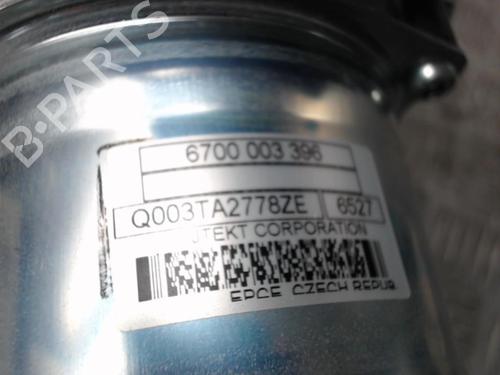 B-PARTS
6700 003 396
Q003TA2778ZE 6527
JTEKT CORPORATION
EPCE, CZECH REPUB